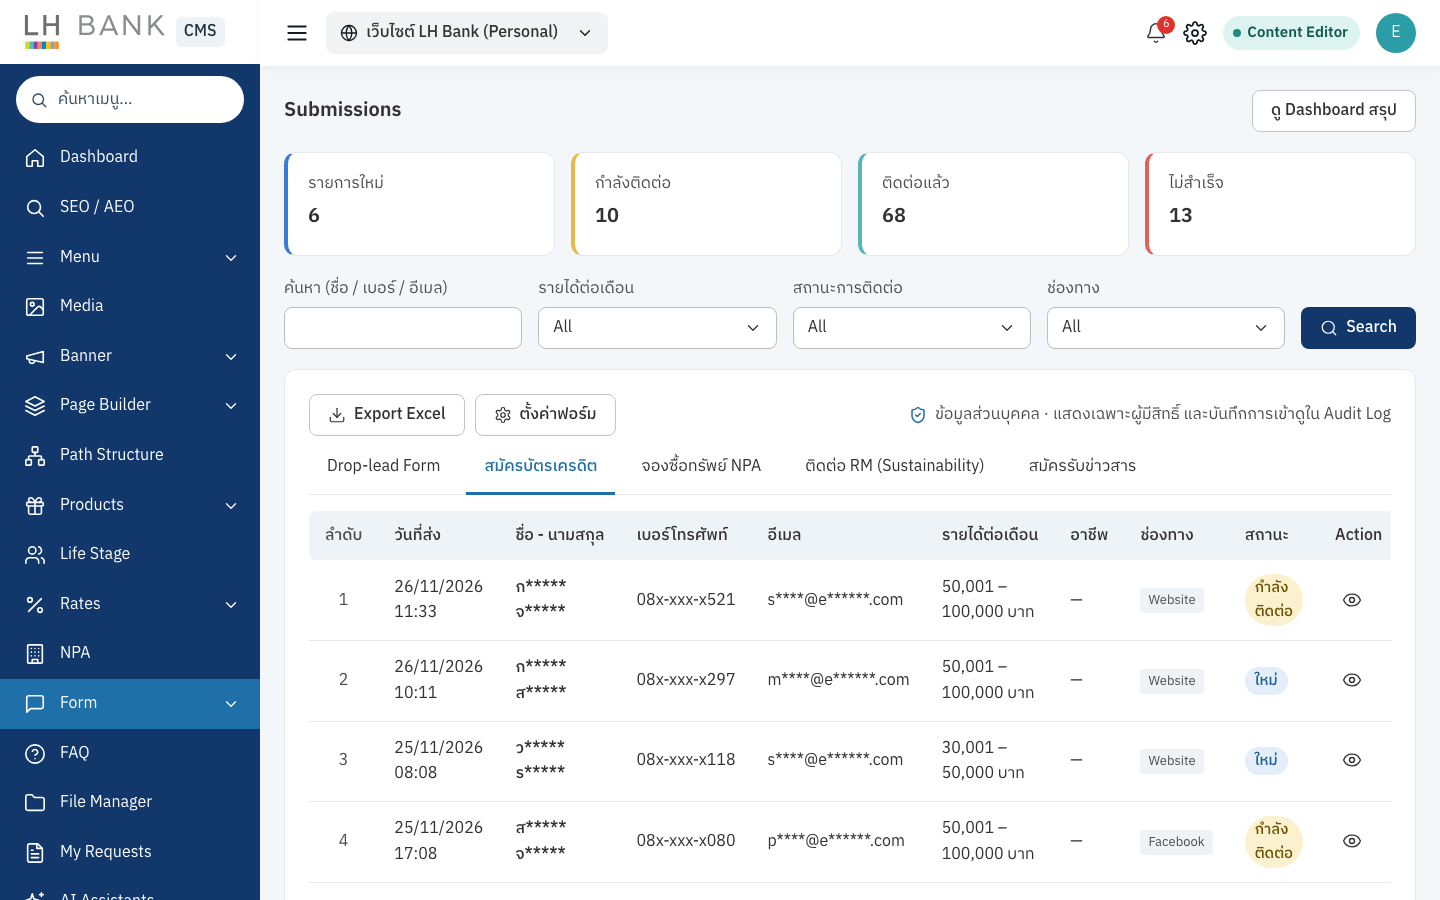 LH BANK CMS
เว็บไซต์ LH Bank (Personal)
6
Content Editor
E
ค้นหาเมนู...
Dashboard
SEO / AEO
Menu
Media
Banner
Page Builder
Path Structure
Products
Life Stage
Rates
NPA
Form
FAQ
File Manager
My Requests
AI Assistants
Submissions
ดู Dashboard สรุป
รายการใหม่
6
กำลังติดต่อ
10
ติดต่อแล้ว
68
ไม่สำเร็จ
13
ค้นหา (ชื่อ / เบอร์ / อีเมล)
รายได้ต่อเดือน
All
สถานะการติดต่อ
All
ช่องทาง
All
Search
Export Excel
ตั้งค่าฟอร์ม
ข้อมูลส่วนบุคคล · แสดงเฉพาะผู้มีสิทธิ์ และบันทึกการเข้าดูใน Audit Log
Drop-lead Form สมัครบัตรเครดิต จองซื้อทรัพย์ NPA ติดต่อ RM (Sustainability) สมัครรับข่าวสาร
ลำดับ วันที่ส่ง ชื่อ - นามสกุล เบอร์โทรศัพท์ อีเมล รายได้ต่อเดือน อาชีพ ช่องทาง สถานะ Action
1 26/11/2026 11:33 ก***** จ***** 08x-xxx-x521 s****@e******.com 50,001 – 100,000 บาท — Website กำลังติดต่อ
2 26/11/2026 10:11 ก***** ส***** 08x-xxx-x297 m****@e******.com 50,001 – 100,000 บาท — Website ใหม่
3 25/11/2026 08:08 ว***** ร***** 08x-xxx-x118 s****@e******.com 30,001 – 50,000 บาท — Website ใหม่
4 25/11/2026 17:08 ส***** จ***** 08x-xxx-x080 p****@e******.com 50,001 – 100,000 บาท — Facebook กำลังติดต่อ